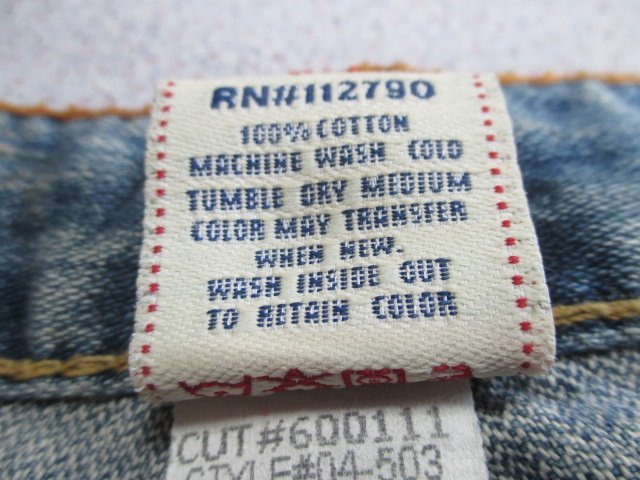 RN#112790
100% COTTON
MACHINE WASH COLD
TUMBLE DRY MEDIUM
COLOR MAY TRANSFER
WHEN NEW.
WASH INSIDE OUT
TO RETAIN COLOR
CUT#600111
STYLE#04-503